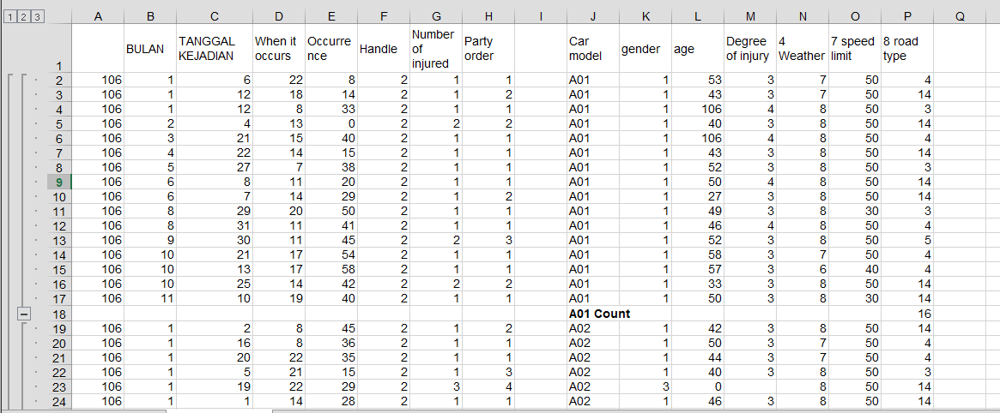 1 2 3 A B C D E F G H I J K L M N O P Q
1 BULAN TANGGAL KEJADIAN When it occurs Occurre nce Handle Number of injured Party order Car model gender age Degree of injury 4 Weather 7 speed limit 8 road type
2 106 1 6 22 8 2 1 1 A01 1 53 3 7 50 4
3 106 1 12 18 14 2 1 2 A01 1 43 3 7 50 14
4 106 1 12 8 33 2 1 1 A01 1 106 4 8 50 3
5 106 2 4 13 0 2 2 2 A01 1 40 3 8 50 14
6 106 3 21 15 40 2 1 1 A01 1 106 4 8 50 4
7 106 4 22 14 15 2 1 1 A01 1 43 3 8 50 14
8 106 5 27 7 38 2 1 1 A01 1 52 3 8 50 3
9 106 6 8 11 20 2 1 1 A01 1 50 4 8 50 14
10 106 6 7 14 29 2 1 2 A01 1 27 3 8 50 14
11 106 8 29 20 50 2 1 1 A01 1 49 3 8 30 3
12 106 8 31 11 41 2 1 1 A01 1 46 4 8 50 4
13 106 9 30 11 45 2 2 3 A01 1 52 3 8 50 5
14 106 10 21 17 54 2 1 1 A01 1 58 3 7 50 4
15 106 10 13 17 58 2 1 1 A01 1 57 3 6 40 4
16 106 10 25 14 42 2 2 2 A01 1 33 3 8 50 14
17 106 11 10 19 40 2 1 1 A01 1 50 3 8 30 14
18 A01 Count 16
19 106 1 2 8 45 2 1 2 A02 1 42 3 8 50 14
20 106 1 16 8 36 2 1 1 A02 1 50 3 7 50 4
21 106 1 20 22 35 2 1 1 A02 1 44 3 7 50 4
22 106 1 5 21 15 2 1 3 A02 1 40 3 8 50 3
23 106 1 19 22 29 2 3 4 A02 3 0 8 50 14
24 106 1 1 14 28 2 1 1 A02 1 46 3 8 50 14